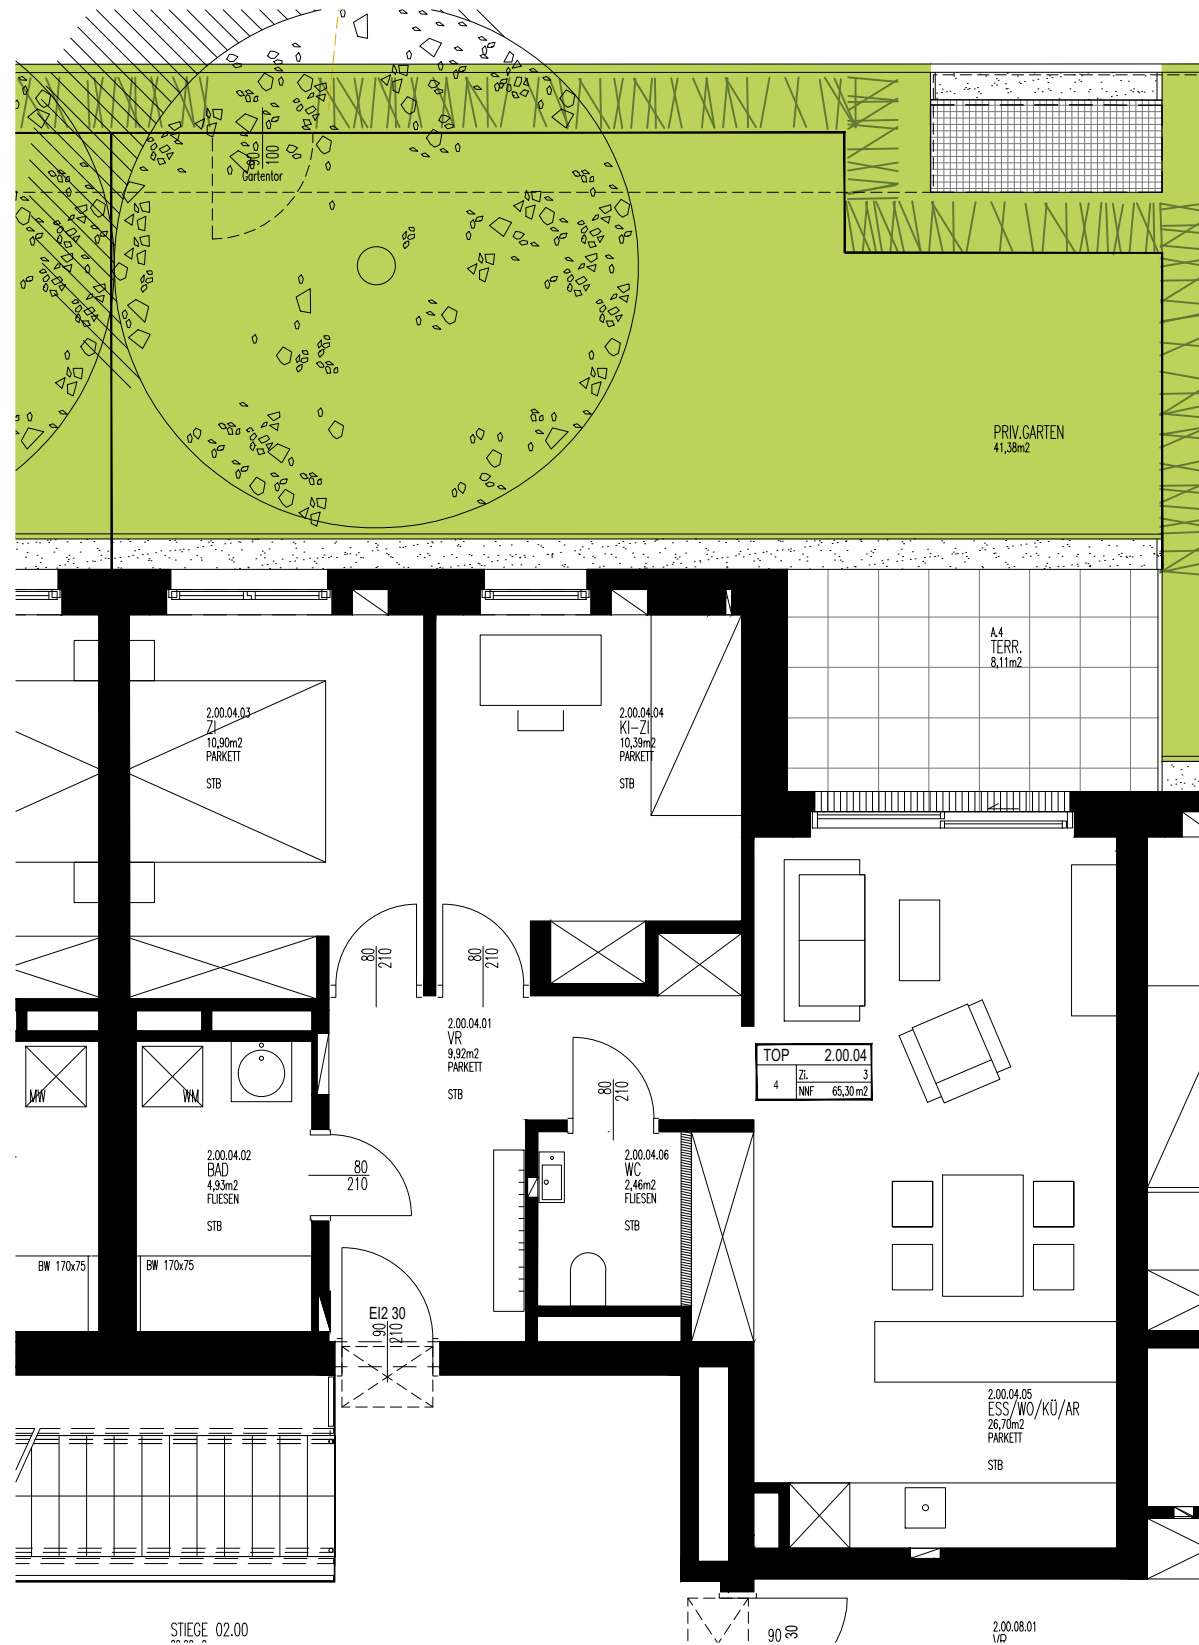 90
100
Gartentor
PRIV.GARTEN
41,38m2
A.4
TERR.
8,11m2
2.00.04.03
ZI
10,90m2
PARKETT
STB
2.00.04.04
KI-ZI
10,39m2
PARKETT
STB
80
210
80
210
2.00.04.01
VR
9,92m2
PARKETT
STB
TOP 2.00.04
4
Zi. 3
NNF 65,30 m2
MW
WM
80
210
2.00.04.02
BAD
4,93m2
FLIESEN
STB
80
210
2.00.04.06
WC
2,46m2
FLIESEN
STB
BW 170x75
BW 170x75
EI2 30
90
210
2.00.04.05
ESS/WO/KÜ/AR
26,70m2
PARKETT
STB
STIEGE 02.00
90
30
2.00.08.01
VR